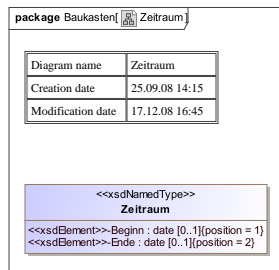 package Baukasten[ Zeitraum ]
Diagram name Zeitraum
Creation date 25.09.08 14:15
Modification date 17.12.08 16:45
<<xsdNamedType>>
Zeitraum
<<xsdElement>>-Beginn : date [0..1]{position = 1}
<<xsdElement>>-Ende : date [0..1]{position = 2}